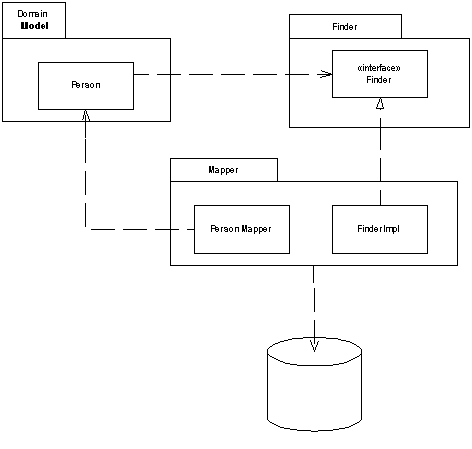 Domain
Model
Finder
Person
«interface»
Finder
Mapper
Person Mapper
Finder Impl